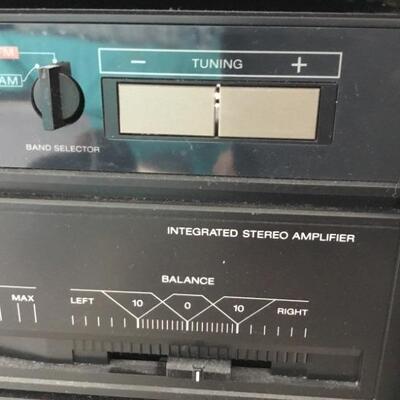 FM
AM
− TUNING +
BAND SELECTOR
INTEGRATED STEREO AMPLIFIER
BALANCE
MAX LEFT 10 0 10 RIGHT